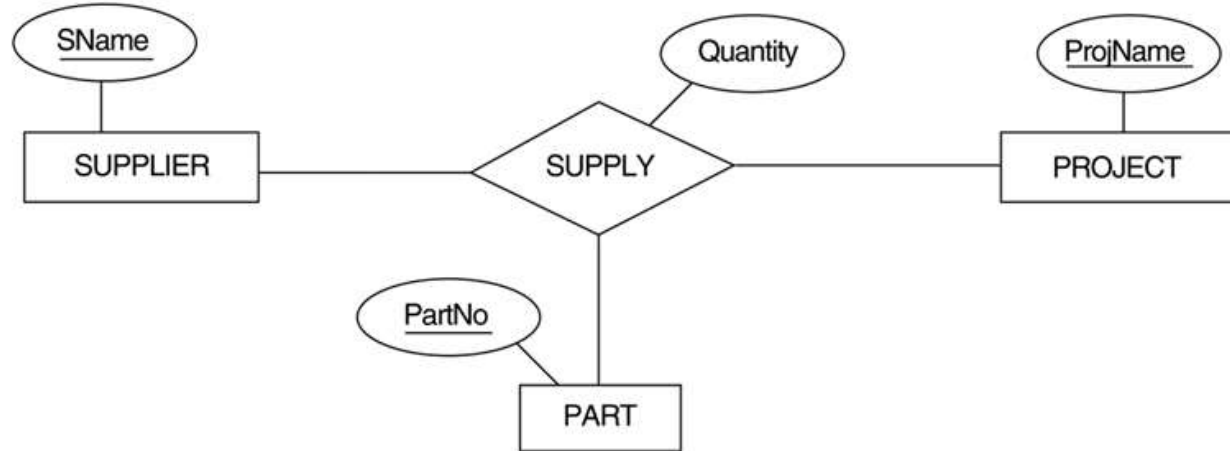 SName
Quantity
ProjName
SUPPLIER
SUPPLY
PROJECT
PartNo
PART